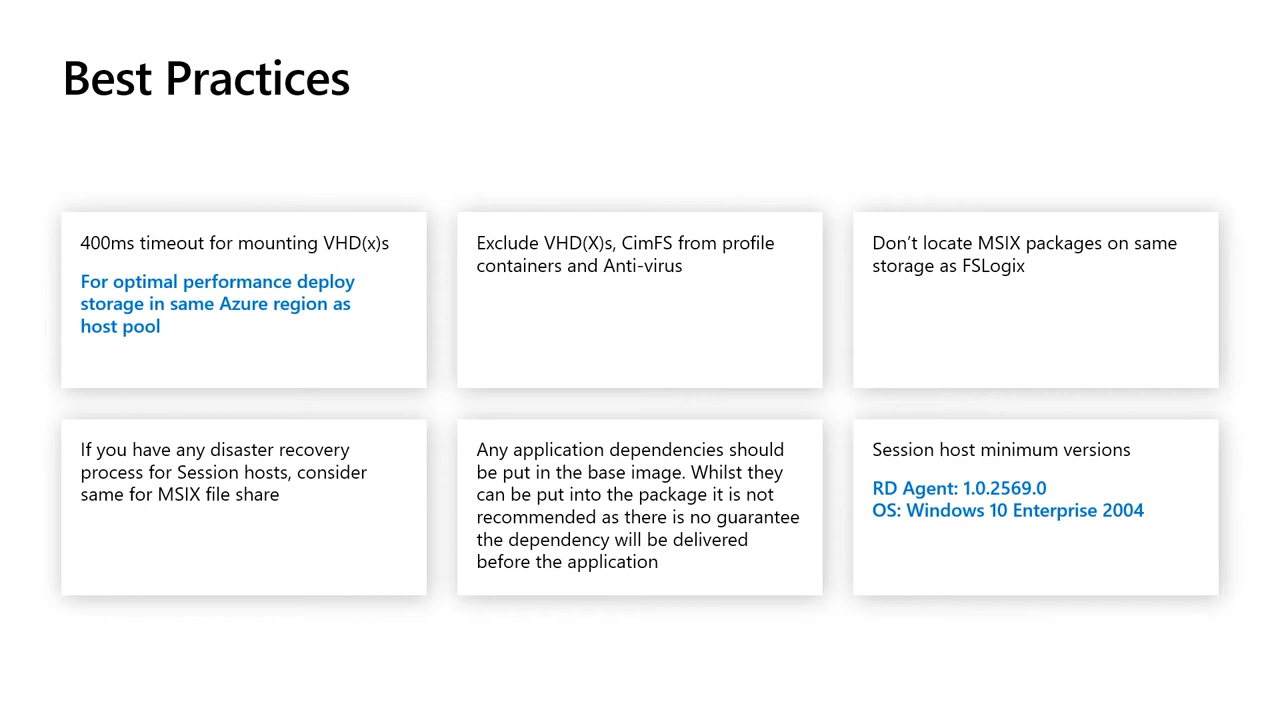 Best Practices
400ms timeout for mounting VHD(x)s
For optimal performance deploy
storage in same Azure region as
host pool
Exclude VHD(X)s, CimFS from profile
containers and Anti-virus
Don’t locate MSIX packages on same
storage as FSLogix
If you have any disaster recovery
process for Session hosts, consider
same for MSIX file share
Any application dependencies should
be put in the base image. Whilst they
can be put into the package it is not
recommended as there is no guarantee
the dependency will be delivered
before the application
Session host minimum versions
RD Agent: 1.0.2569.0
OS: Windows 10 Enterprise 2004